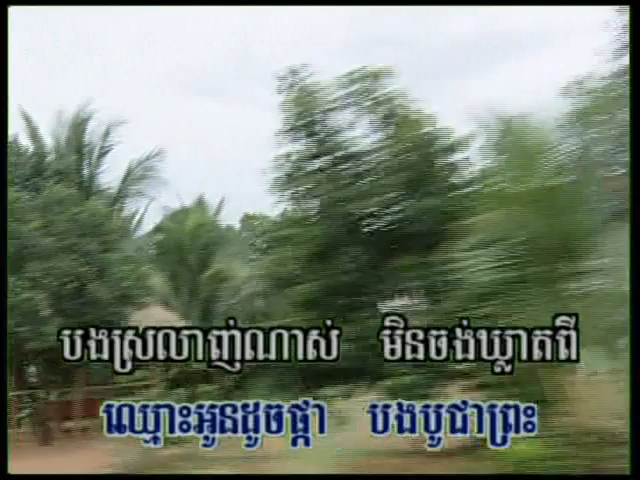 បងស្រលាញ់ណាស់ មិនចង់ឃ្លាតពី
ឈ្មោះអូនដូចផ្កា បងបូជាព្រះ